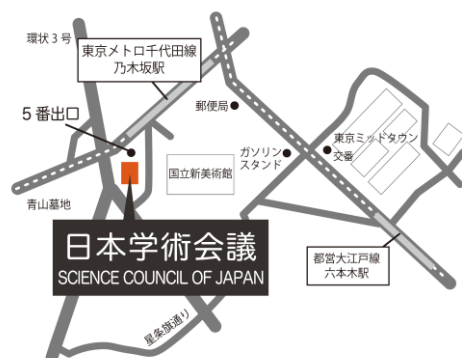 環状3号
東京メトロ千代田線
乃木坂駅
5番出口
郵便局
ガソリン
スタンド
東京ミッドタウン
交番
国立新美術館
青山墓地
日本学術会議
SCIENCE COUNCIL OF JAPAN
都営大江戸線
六本木駅
星条旗通り